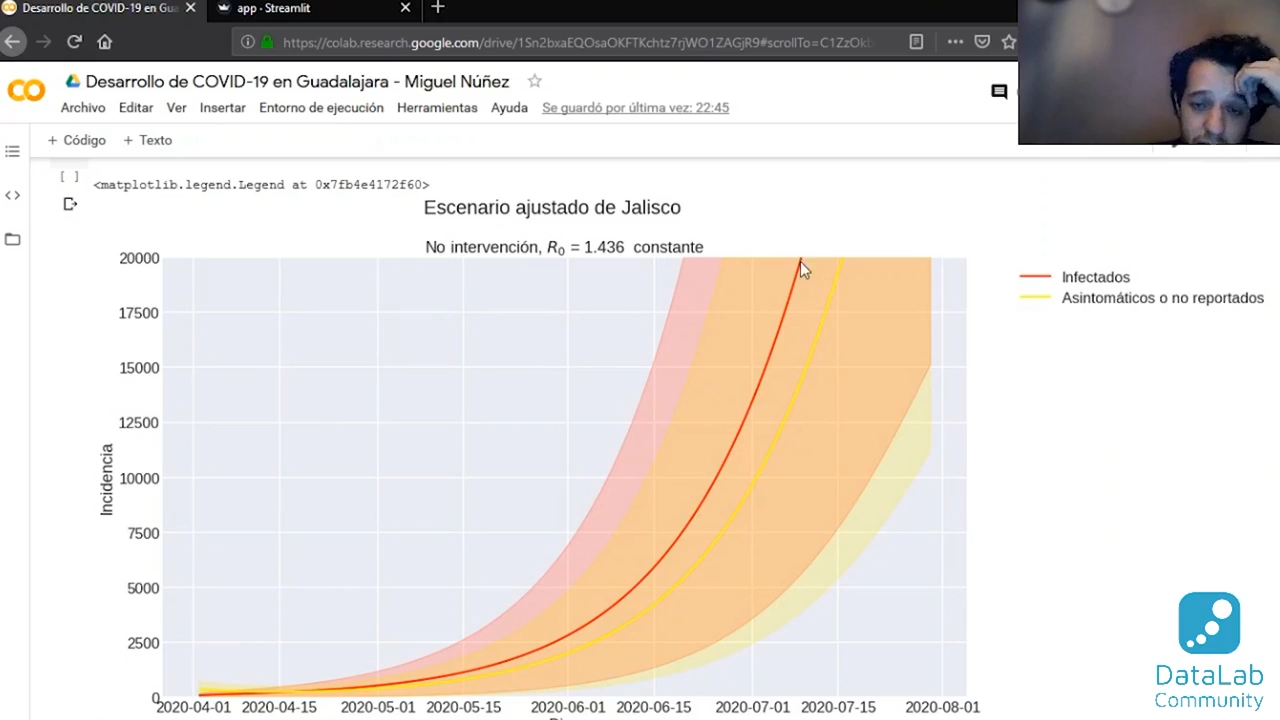 Desarrollo de COVID-19 en Gua
app - Streamlit
https://colab.research.google.com/drive/1Sn2bxaEQOsaOKFTKchtz7rjWO1ZAGjR9#scrollTo=C1ZzOkb
Desarrollo de COVID-19 en Guadalajara - Miguel Núñez
Archivo Editar Ver Insertar Entorno de ejecución Herramientas Ayuda Se guardó por última vez: 22:45
+ Código + Texto
[ ] <matplotlib.legend.Legend at 0x7fb4e4172f60>
Escenario ajustado de Jalisco
No intervención, R0 = 1.436 constante
Infectados
Asintomáticos o no reportados
Incidencia
20000
17500
15000
12500
10000
7500
5000
2500
0
2020-04-01 2020-04-15 2020-05-01 2020-05-15 2020-06-01 2020-06-15 2020-07-01 2020-07-15 2020-08-01
DataLab
Community